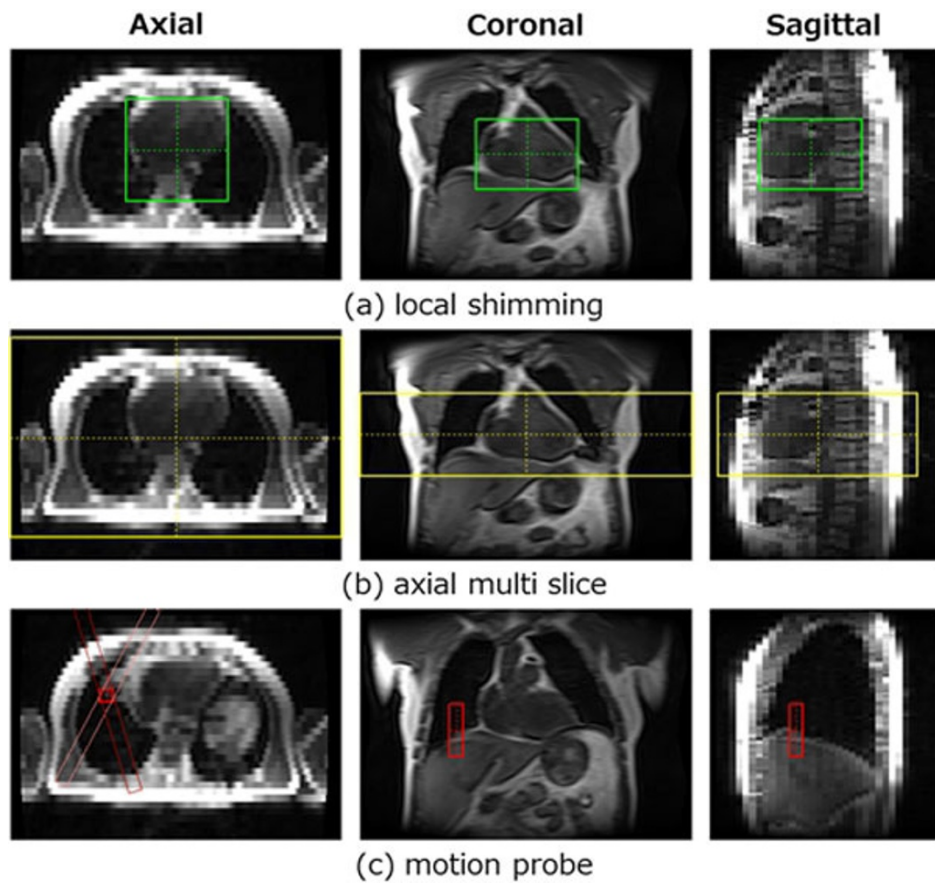 Axial Coronal Sagittal
(a) local shimming
(b) axial multi slice
(c) motion probe